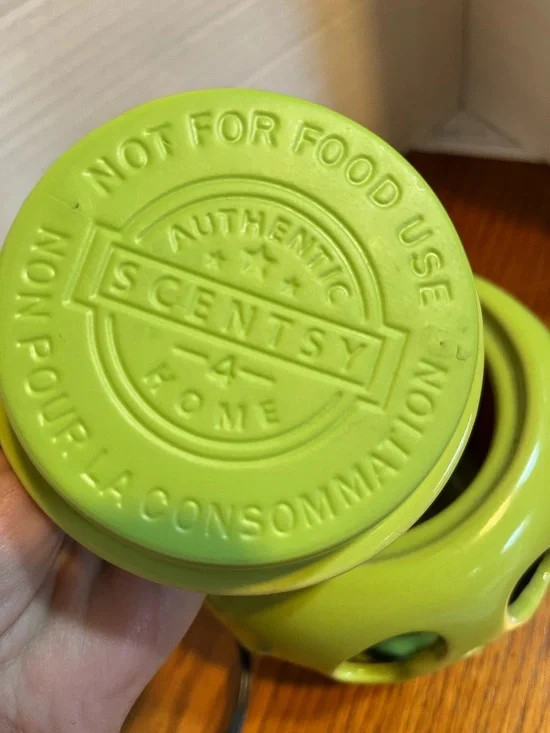 NOT FOR FOOD USE
AUTHENTIC
SCENTSY
-4-
HOME
NON POUR LA CONSOMMATION